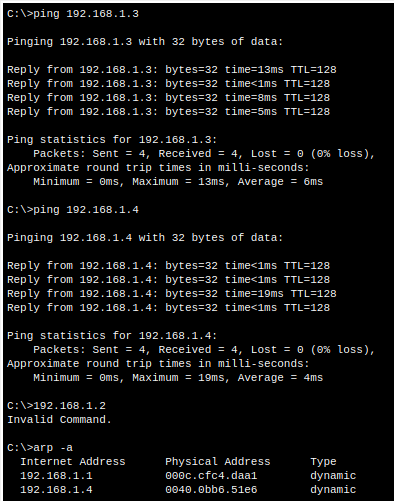 C:\>ping 192.168.1.3
Pinging 192.168.1.3 with 32 bytes of data:
Reply from 192.168.1.3: bytes=32 time=13ms TTL=128
Reply from 192.168.1.3: bytes=32 time<1ms TTL=128
Reply from 192.168.1.3: bytes=32 time=8ms TTL=128
Reply from 192.168.1.3: bytes=32 time=5ms TTL=128
Ping statistics for 192.168.1.3:
Packets: Sent = 4, Received = 4, Lost = 0 (0% loss),
Approximate round trip times in milli-seconds:
Minimum = 0ms, Maximum = 13ms, Average = 6ms
C:\>ping 192.168.1.4
Pinging 192.168.1.4 with 32 bytes of data:
Reply from 192.168.1.4: bytes=32 time<1ms TTL=128
Reply from 192.168.1.4: bytes=32 time<1ms TTL=128
Reply from 192.168.1.4: bytes=32 time=19ms TTL=128
Reply from 192.168.1.4: bytes=32 time<1ms TTL=128
Ping statistics for 192.168.1.4:
Packets: Sent = 4, Received = 4, Lost = 0 (0% loss),
Approximate round trip times in milli-seconds:
Minimum = 0ms, Maximum = 19ms, Average = 4ms
C:\>192.168.1.2
Invalid Command.
C:\>arp -a
Internet Address Physical Address Type
192.168.1.1 000c.cfc4.daa1 dynamic
192.168.1.4 0040.0bb6.51e6 dynamic